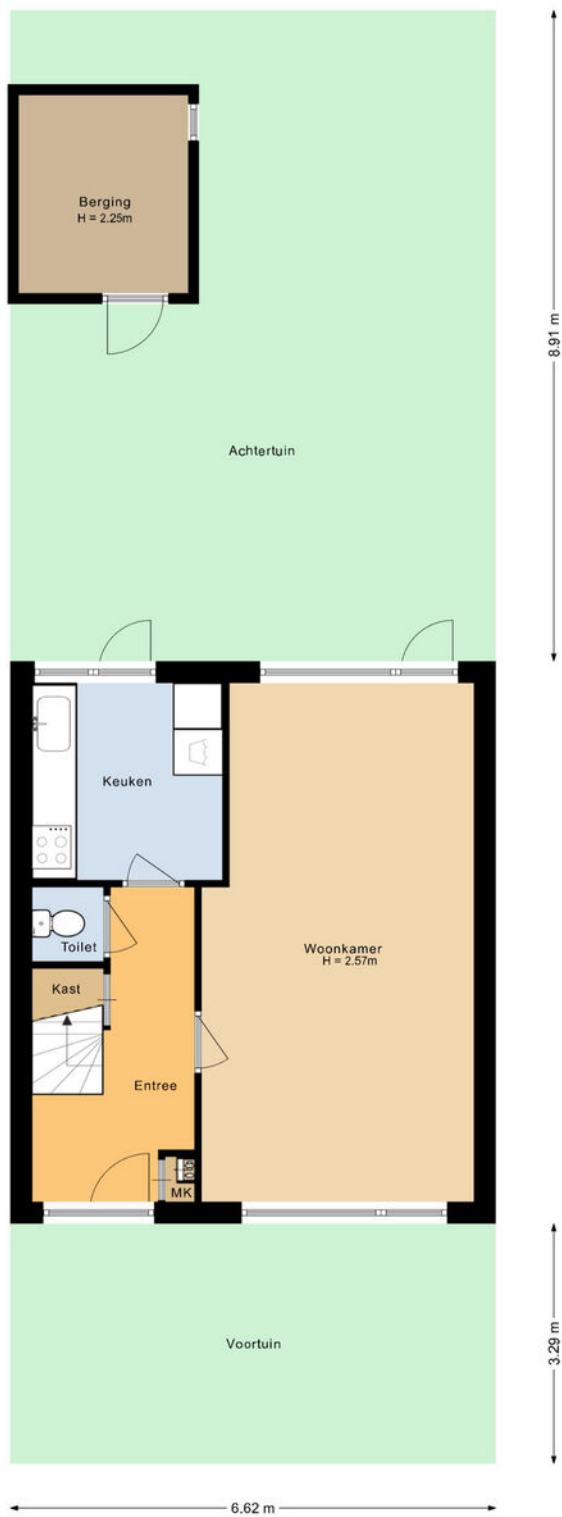 Berging
H = 2.25m
8.91 m
Achtertuin
Keuken
Toilet
Woonkamer
H = 2.57m
Kast
Entree
MK
Voortuin
3.29 m
6.62 m